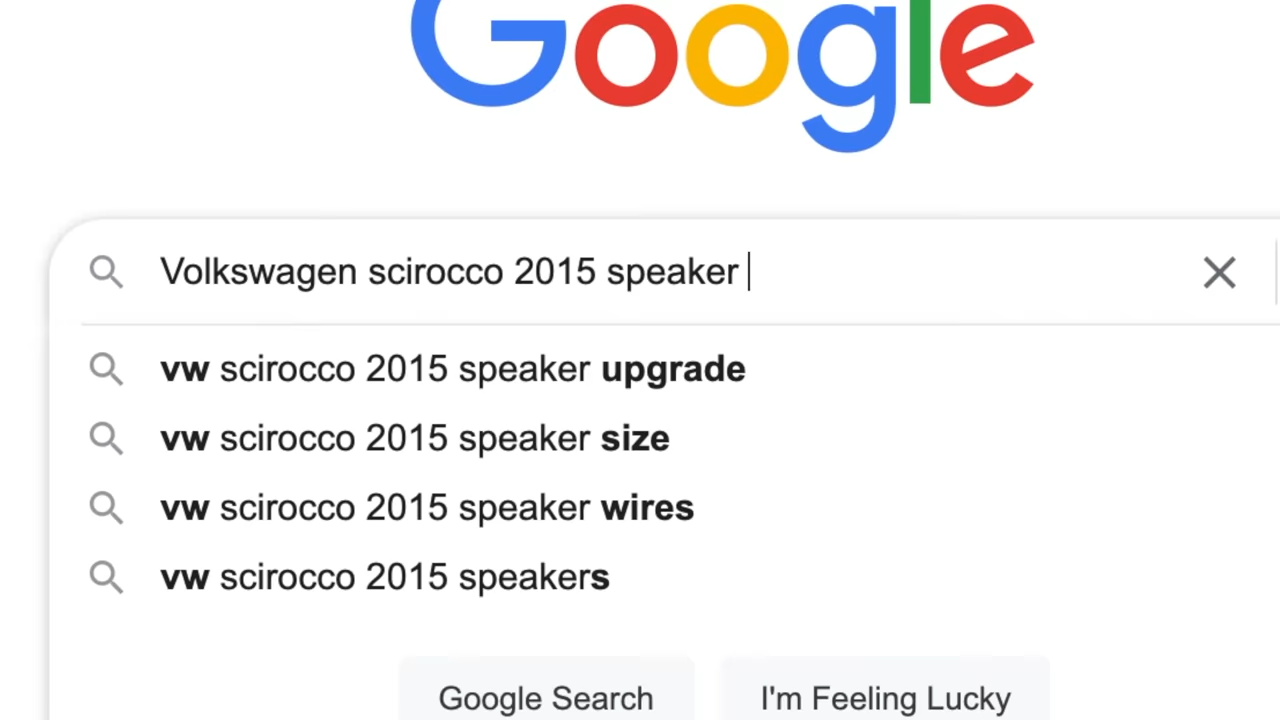 Google
Volkswagen scirocco 2015 speaker
vw scirocco 2015 speaker upgrade
vw scirocco 2015 speaker size
vw scirocco 2015 speaker wires
vw scirocco 2015 speakers
Google Search
I'm Feeling Lucky